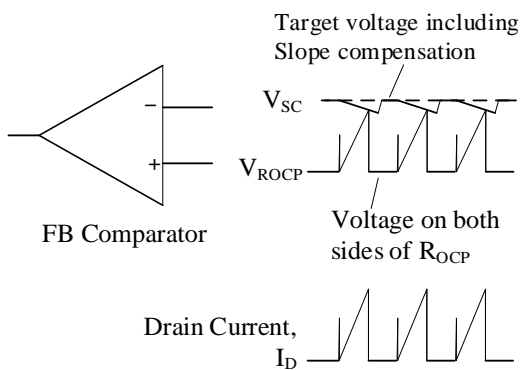 Target voltage including
Slope compensation
V_SC
−
+
V_ROCP
FB Comparator
Voltage on both
sides of R_OCP
Drain Current,
I_D